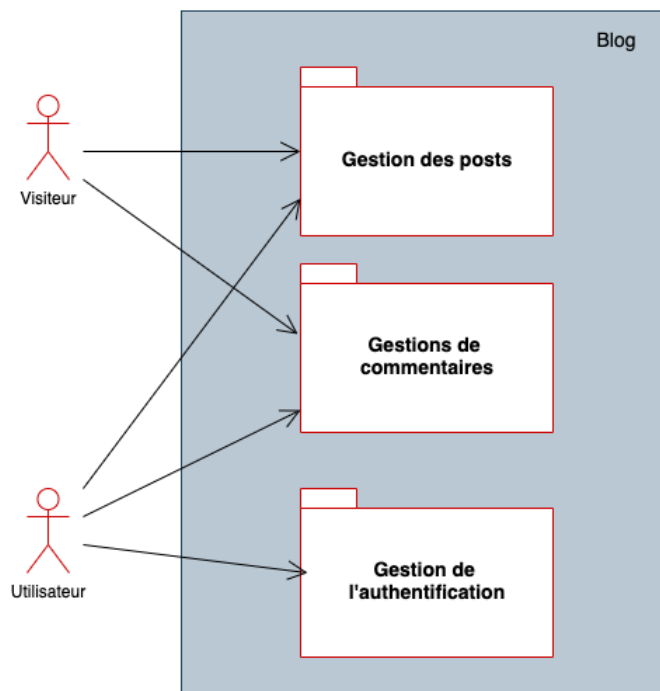 Blog
Gestion des posts
Visiteur
Gestions de
commentaires
Gestion de
l'authentification
Utilisateur